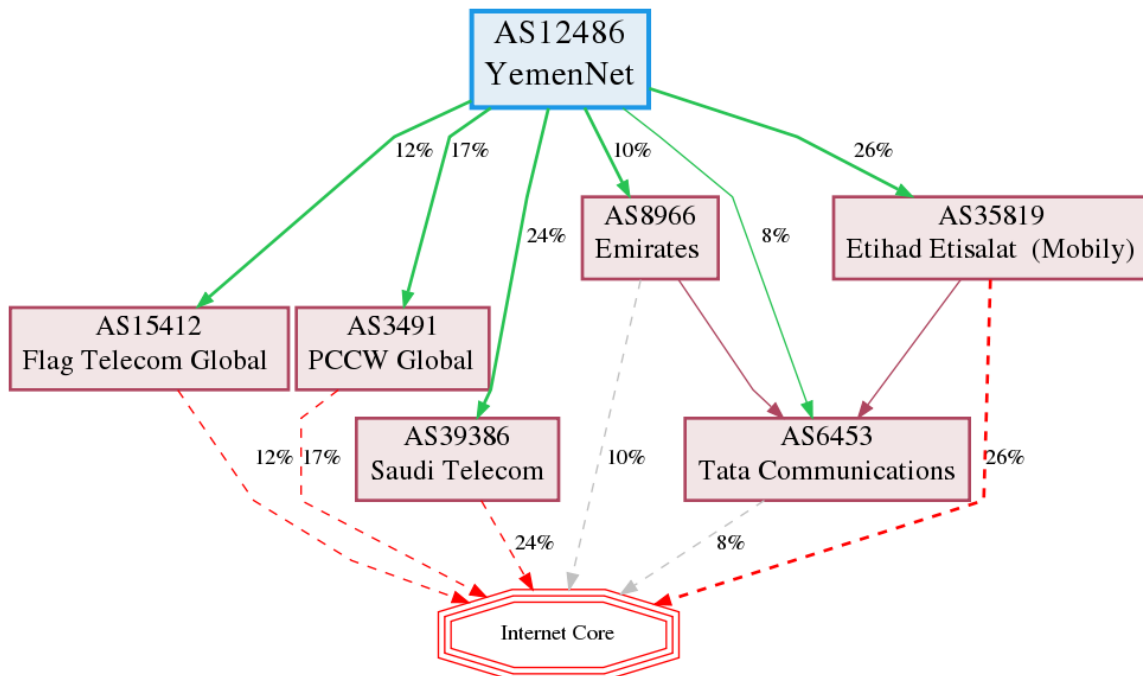 AS12486
YemenNet
12%
17%
10%
26%
24%
8%
AS8966
Emirates
AS35819
Etihad Etisalat  (Mobily)
AS15412
Flag Telecom Global
AS3491
PCCW Global
AS39386
Saudi Telecom
AS6453
Tata Communications
12%
17%
10%
26%
24%
8%
Internet Core